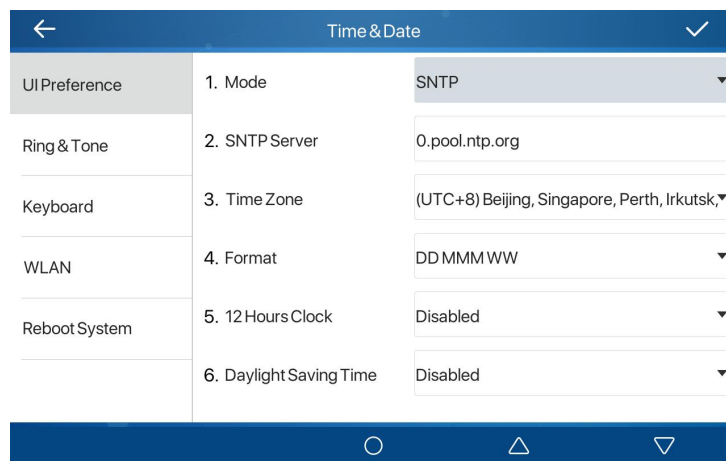 Time & Date
UI Preference
Ring & Tone
Keyboard
WLAN
Reboot System
1. Mode SNTP
2. SNTP Server 0.pool.ntp.org
3. Time Zone (UTC+8) Beijing, Singapore, Perth, Irkutsk,
4. Format DD MMM WW
5. 12 Hours Clock Disabled
6. Daylight Saving Time Disabled